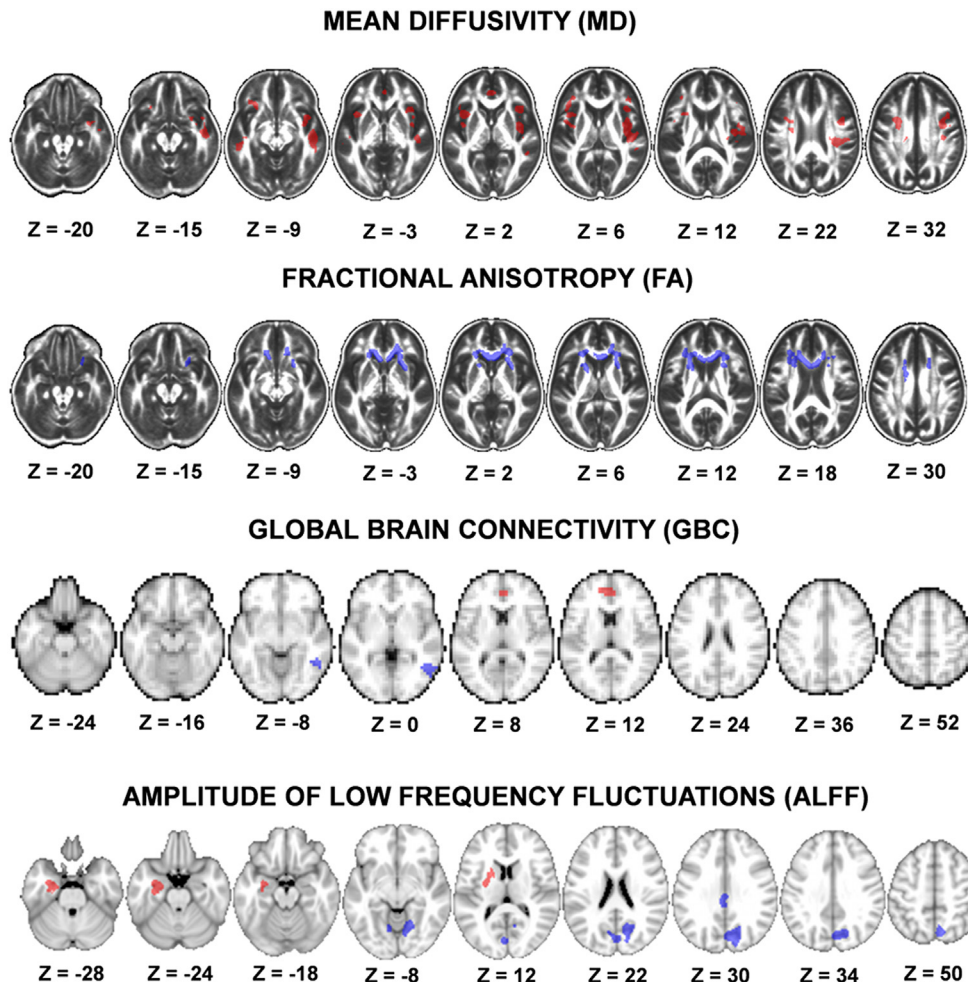 MEAN DIFFUSIVITY (MD)
Z = -20 Z = -15 Z = -9 Z = -3 Z = 2 Z = 6 Z = 12 Z = 22 Z = 32
FRACTIONAL ANISOTROPY (FA)
Z = -20 Z = -15 Z = -9 Z = -3 Z = 2 Z = 6 Z = 12 Z = 18 Z = 30
GLOBAL BRAIN CONNECTIVITY (GBC)
Z = -24 Z = -16 Z = -8 Z = 0 Z = 8 Z = 12 Z = 24 Z = 36 Z = 52
AMPLITUDE OF LOW FREQUENCY FLUCTUATIONS (ALFF)
Z = -28 Z = -24 Z = -18 Z = -8 Z = 12 Z = 22 Z = 30 Z = 34 Z = 50